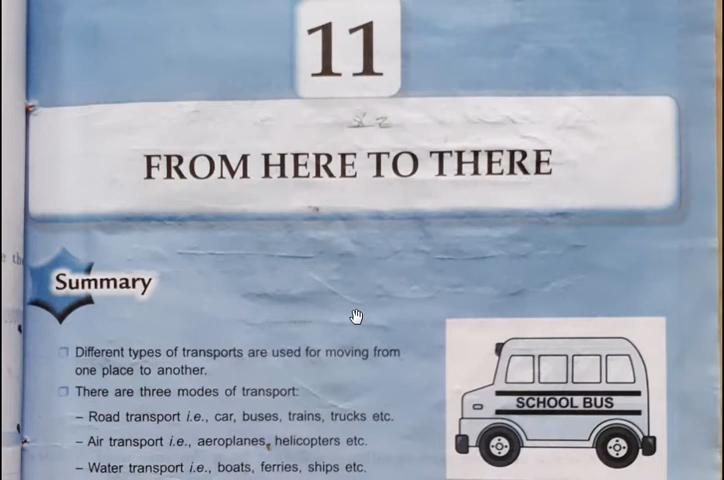 11
FROM HERE TO THERE
Summary
Different types of transports are used for moving from
one place to another.
There are three modes of transport:
– Road transport i.e., car, buses, trains, trucks etc.
– Air transport i.e., aeroplanes, helicopters etc.
– Water transport i.e., boats, ferries, ships etc.
SCHOOL BUS